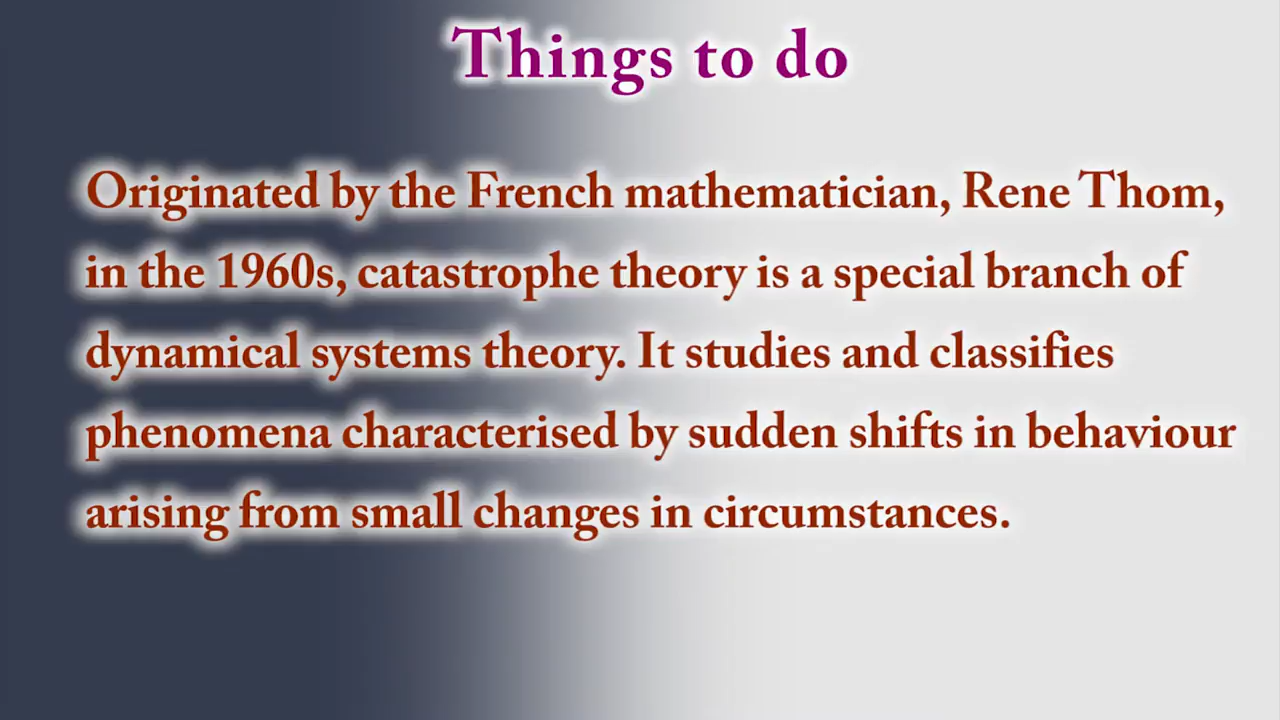 Things to do
Originated by the French mathematician, Rene Thom,
in the 1960s, catastrophe theory is a special branch of
dynamical systems theory. It studies and classifies
phenomena characterised by sudden shifts in behaviour
arising from small changes in circumstances.